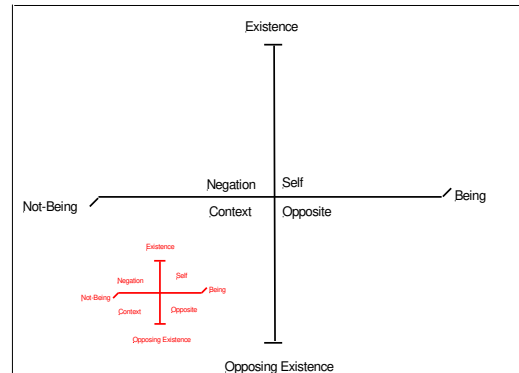 Existence
Negation Self
Not-Being Being
Context Opposite
Existence
Negation Self
Not-Being Being
Context Opposite
Opposing Existence
Opposing Existence